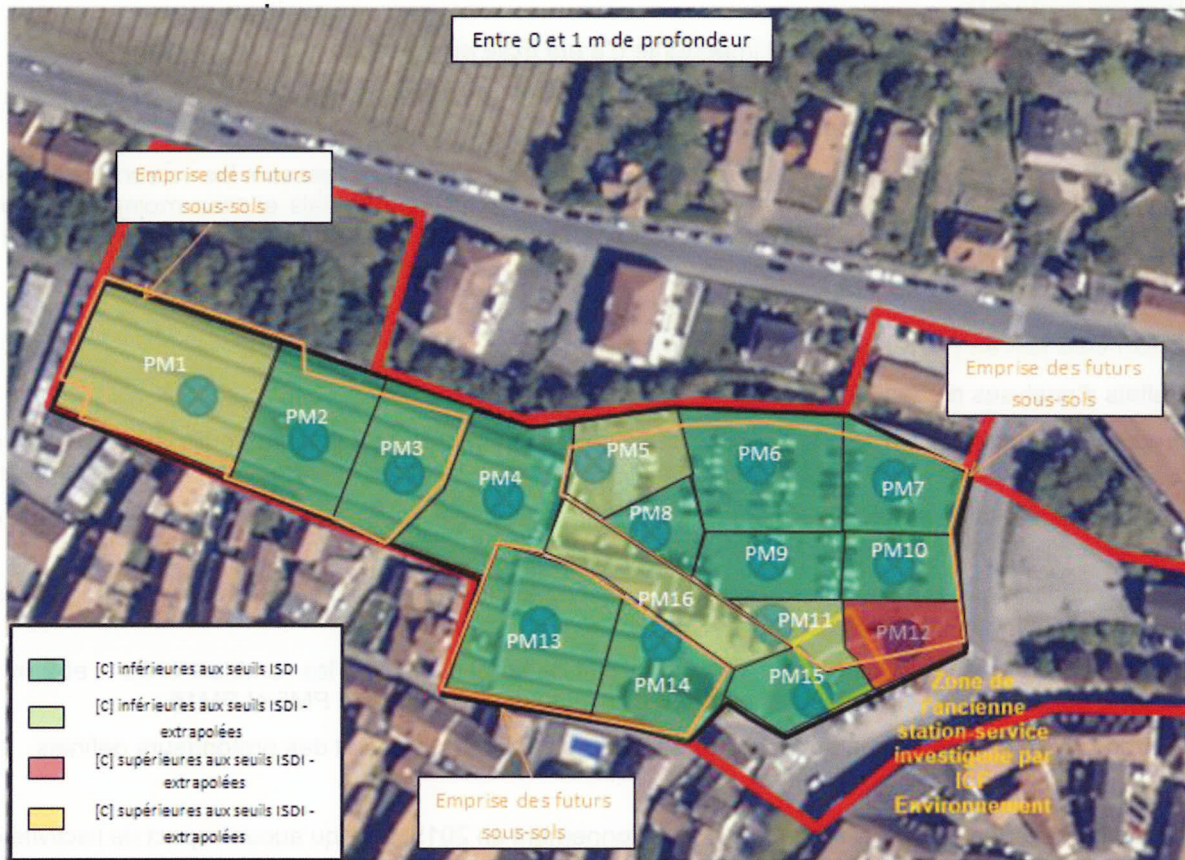 Entre 0 et 1 m de profondeur
Emprise des futurs
sous-sols
Emprise des futurs
sous-sols
PM1
PM2
PM3
PM4
PM5
PM6
PM7
PM8
PM9
PM10
PM11
PM12
PM13
PM14
PM15
PM16
[C] inférieures aux seuils ISDI
[C] inférieures aux seuils ISDI -
extrapolées
[C] supérieures aux seuils ISDI -
extrapolées
[C] supérieures aux seuils ISDI -
extrapolées
Emprise des futurs
sous-sols
Zone de
l'ancienne
station-service
investiguée par
ICF
Environnement